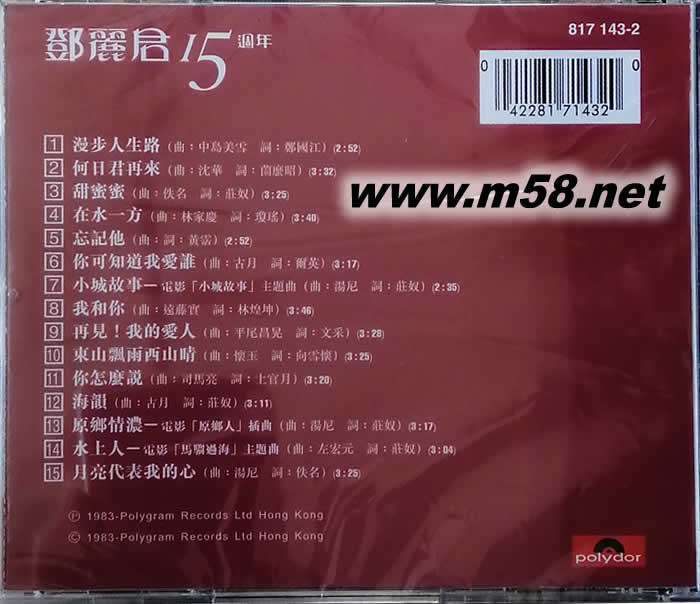 鄧麗君15週年
817 143-2
0 0
42281 71432
1 漫步人生路(曲:中島美雪 詞:鄭國江)(2:52)
2 何日君再來(曲:沈華 詞:蘭麼昭)(3:32)
www.m58.net
3 甜蜜蜜(曲:佚名 詞:莊奴)(3:25)
4 在水一方(曲:林家慶 詞:瓊瑤)(3:40)
5 忘記他(曲.詞:黃霑)(2:52)
6 你可知道我愛誰(曲:古月 詞:爾英)(3:17)
7 小城故事—電影「小城故事」主題曲(曲:湯尼 詞:莊奴)(2:35)
8 我和你(曲:遠藤實 詞:林煌坤)(3:46)
9 再見!我的愛人(曲:平尾昌晃 詞:文采)(3:28)
10 東山飄雨西山晴(曲:懷玉 詞:向雪懷)(3:25)
11 你怎麼説(曲:司馬亮 詞:上官月)(3:20)
12 海韻(曲:古月 詞:莊奴)(3:11)
13 原鄉情濃—電影「原鄉人」插曲(曲:湯尼 詞:莊奴)(3:17)
14 水上人—電影「馬騮過海」主題曲(曲:左宏元 詞:莊奴)(3:04)
15 月亮代表我的心(曲:湯尼 詞:佚名)(3:25)
℗ 1983-Polygram Records Ltd Hong Kong
© 1983-Polygram Records Ltd Hong Kong
polydor